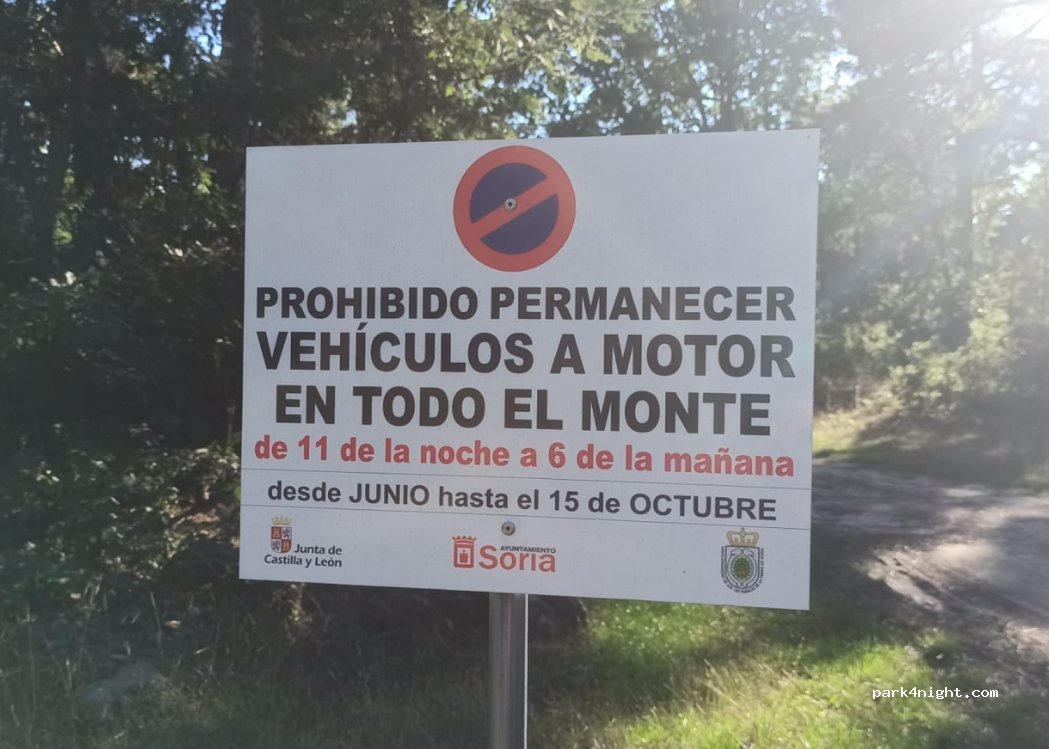 PROHIBIDO PERMANECER
VEHÍCULOS A MOTOR
EN TODO EL MONTE
de 11 de la noche a 6 de la mañana
desde JUNIO hasta el 15 de OCTUBRE
Junta de
Castilla y León
AYUNTAMIENTO
Soria
park4night.com